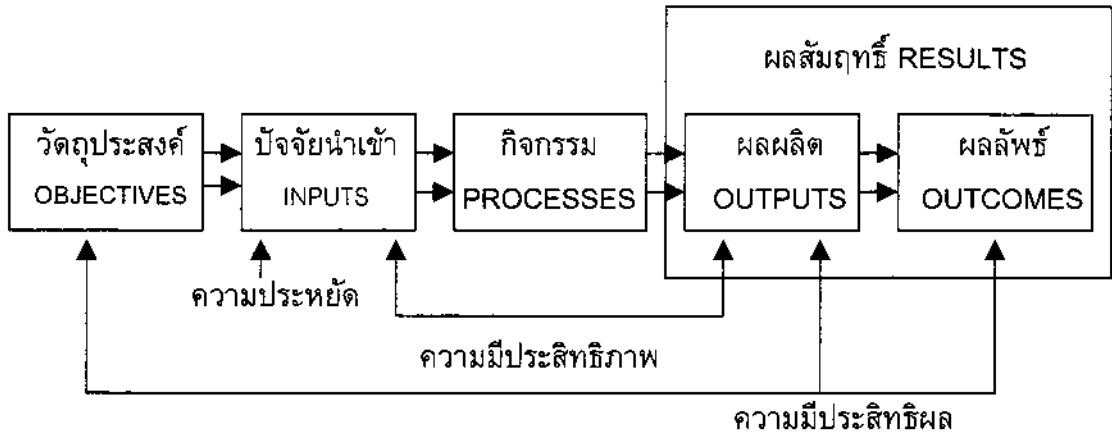 ผลสัมฤทธิ์ RESULTS
วัตถุประสงค์
OBJECTIVES
ปัจจัยนำเข้า
INPUTS
กิจกรรม
PROCESSES
ผลผลิต
OUTPUTS
ผลลัพธ์
OUTCOMES
ความประหยัด
ความมีประสิทธิภาพ
ความมีประสิทธิผล